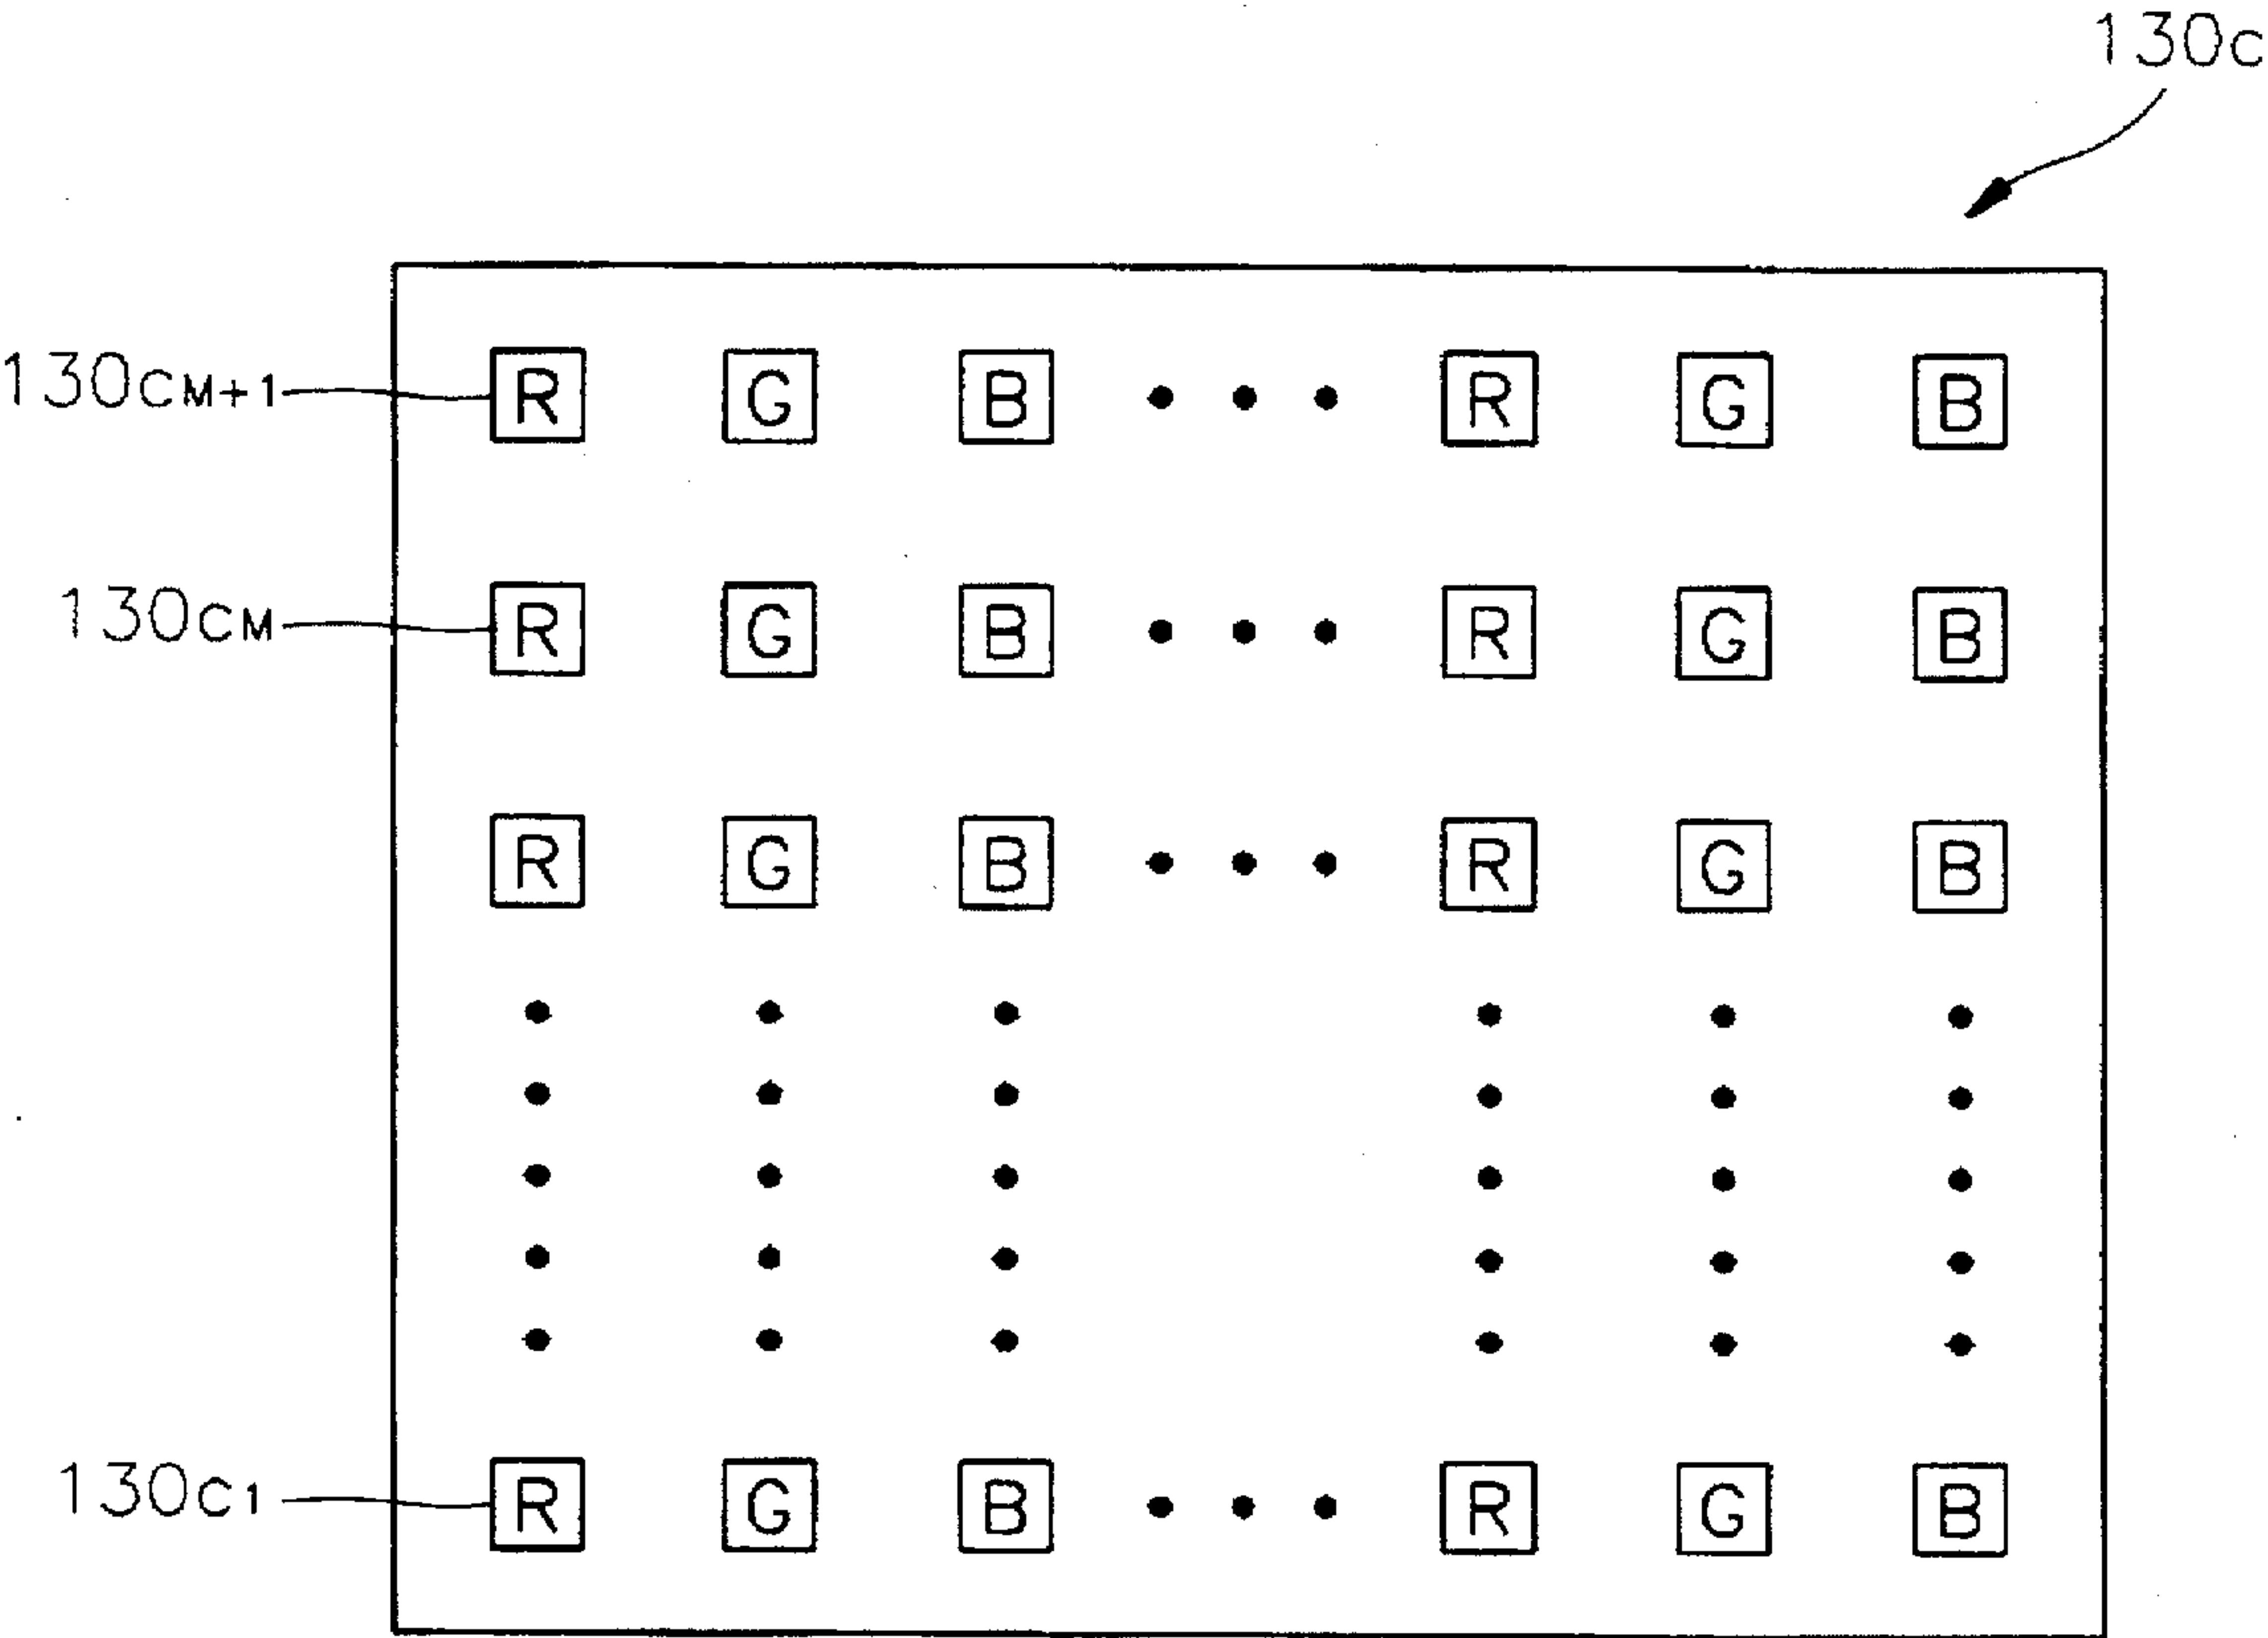 130c
130cM+1 R G B • • • R G B
130cM R G B • • • R G B
R G B • • • R G B
130c1 R G B • • • R G B